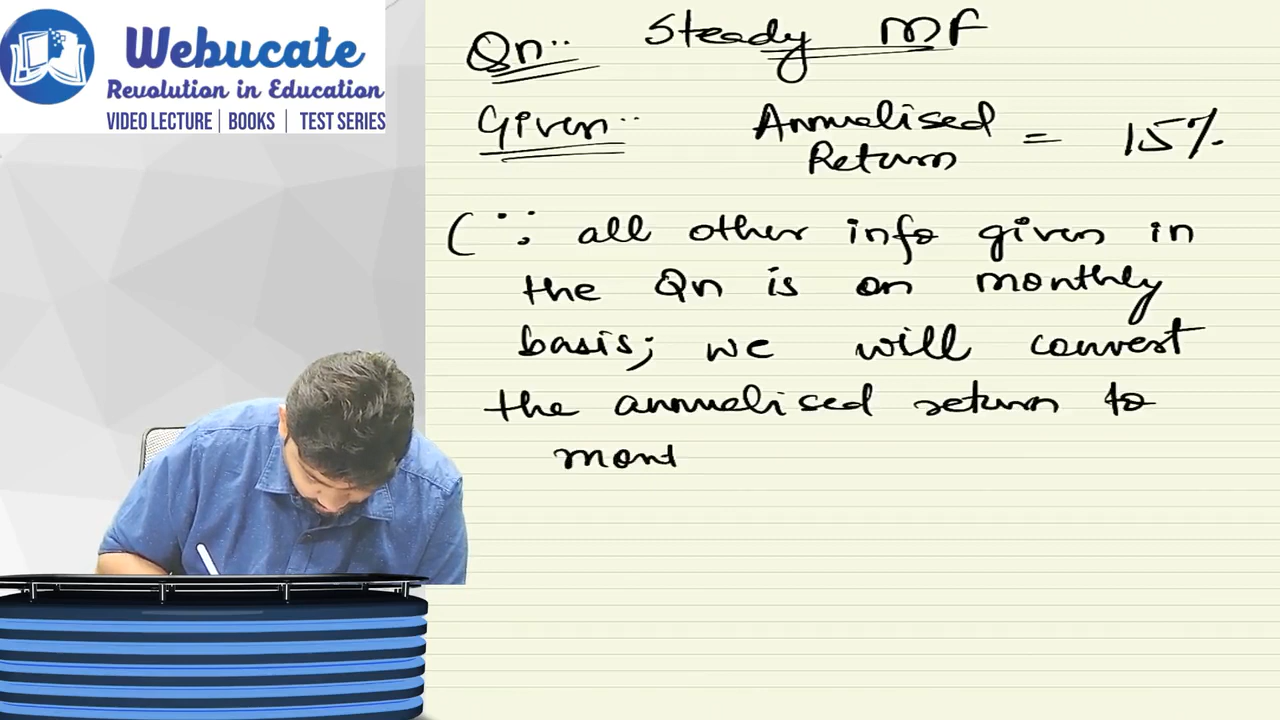 Webucate
Revolution in Education
VIDEO LECTURE | BOOKS | TEST SERIES
Qn:- Steady MF
Given:- Annualised Return = 15%
(∵ all other info given in
the Qn is on monthly
basis; we will convert
the annualised return to
mont